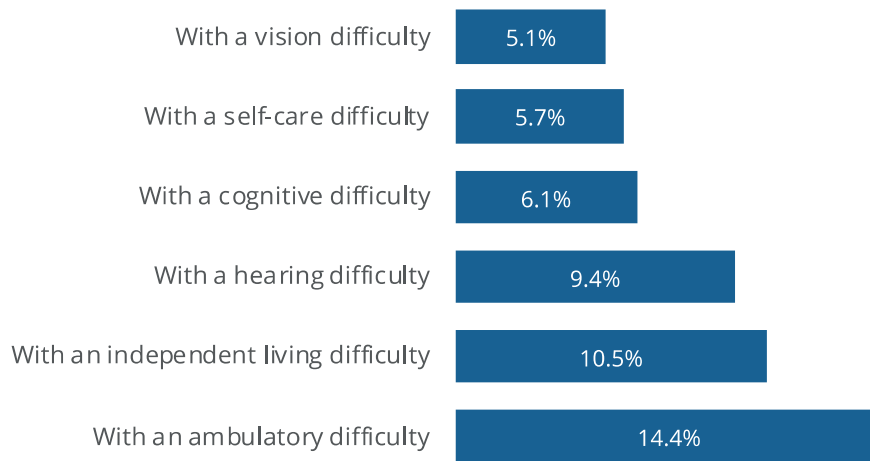 With a vision difficulty 5.1%
With a self-care difficulty 5.7%
With a cognitive difficulty 6.1%
With a hearing difficulty 9.4%
With an independent living difficulty 10.5%
With an ambulatory difficulty 14.4%